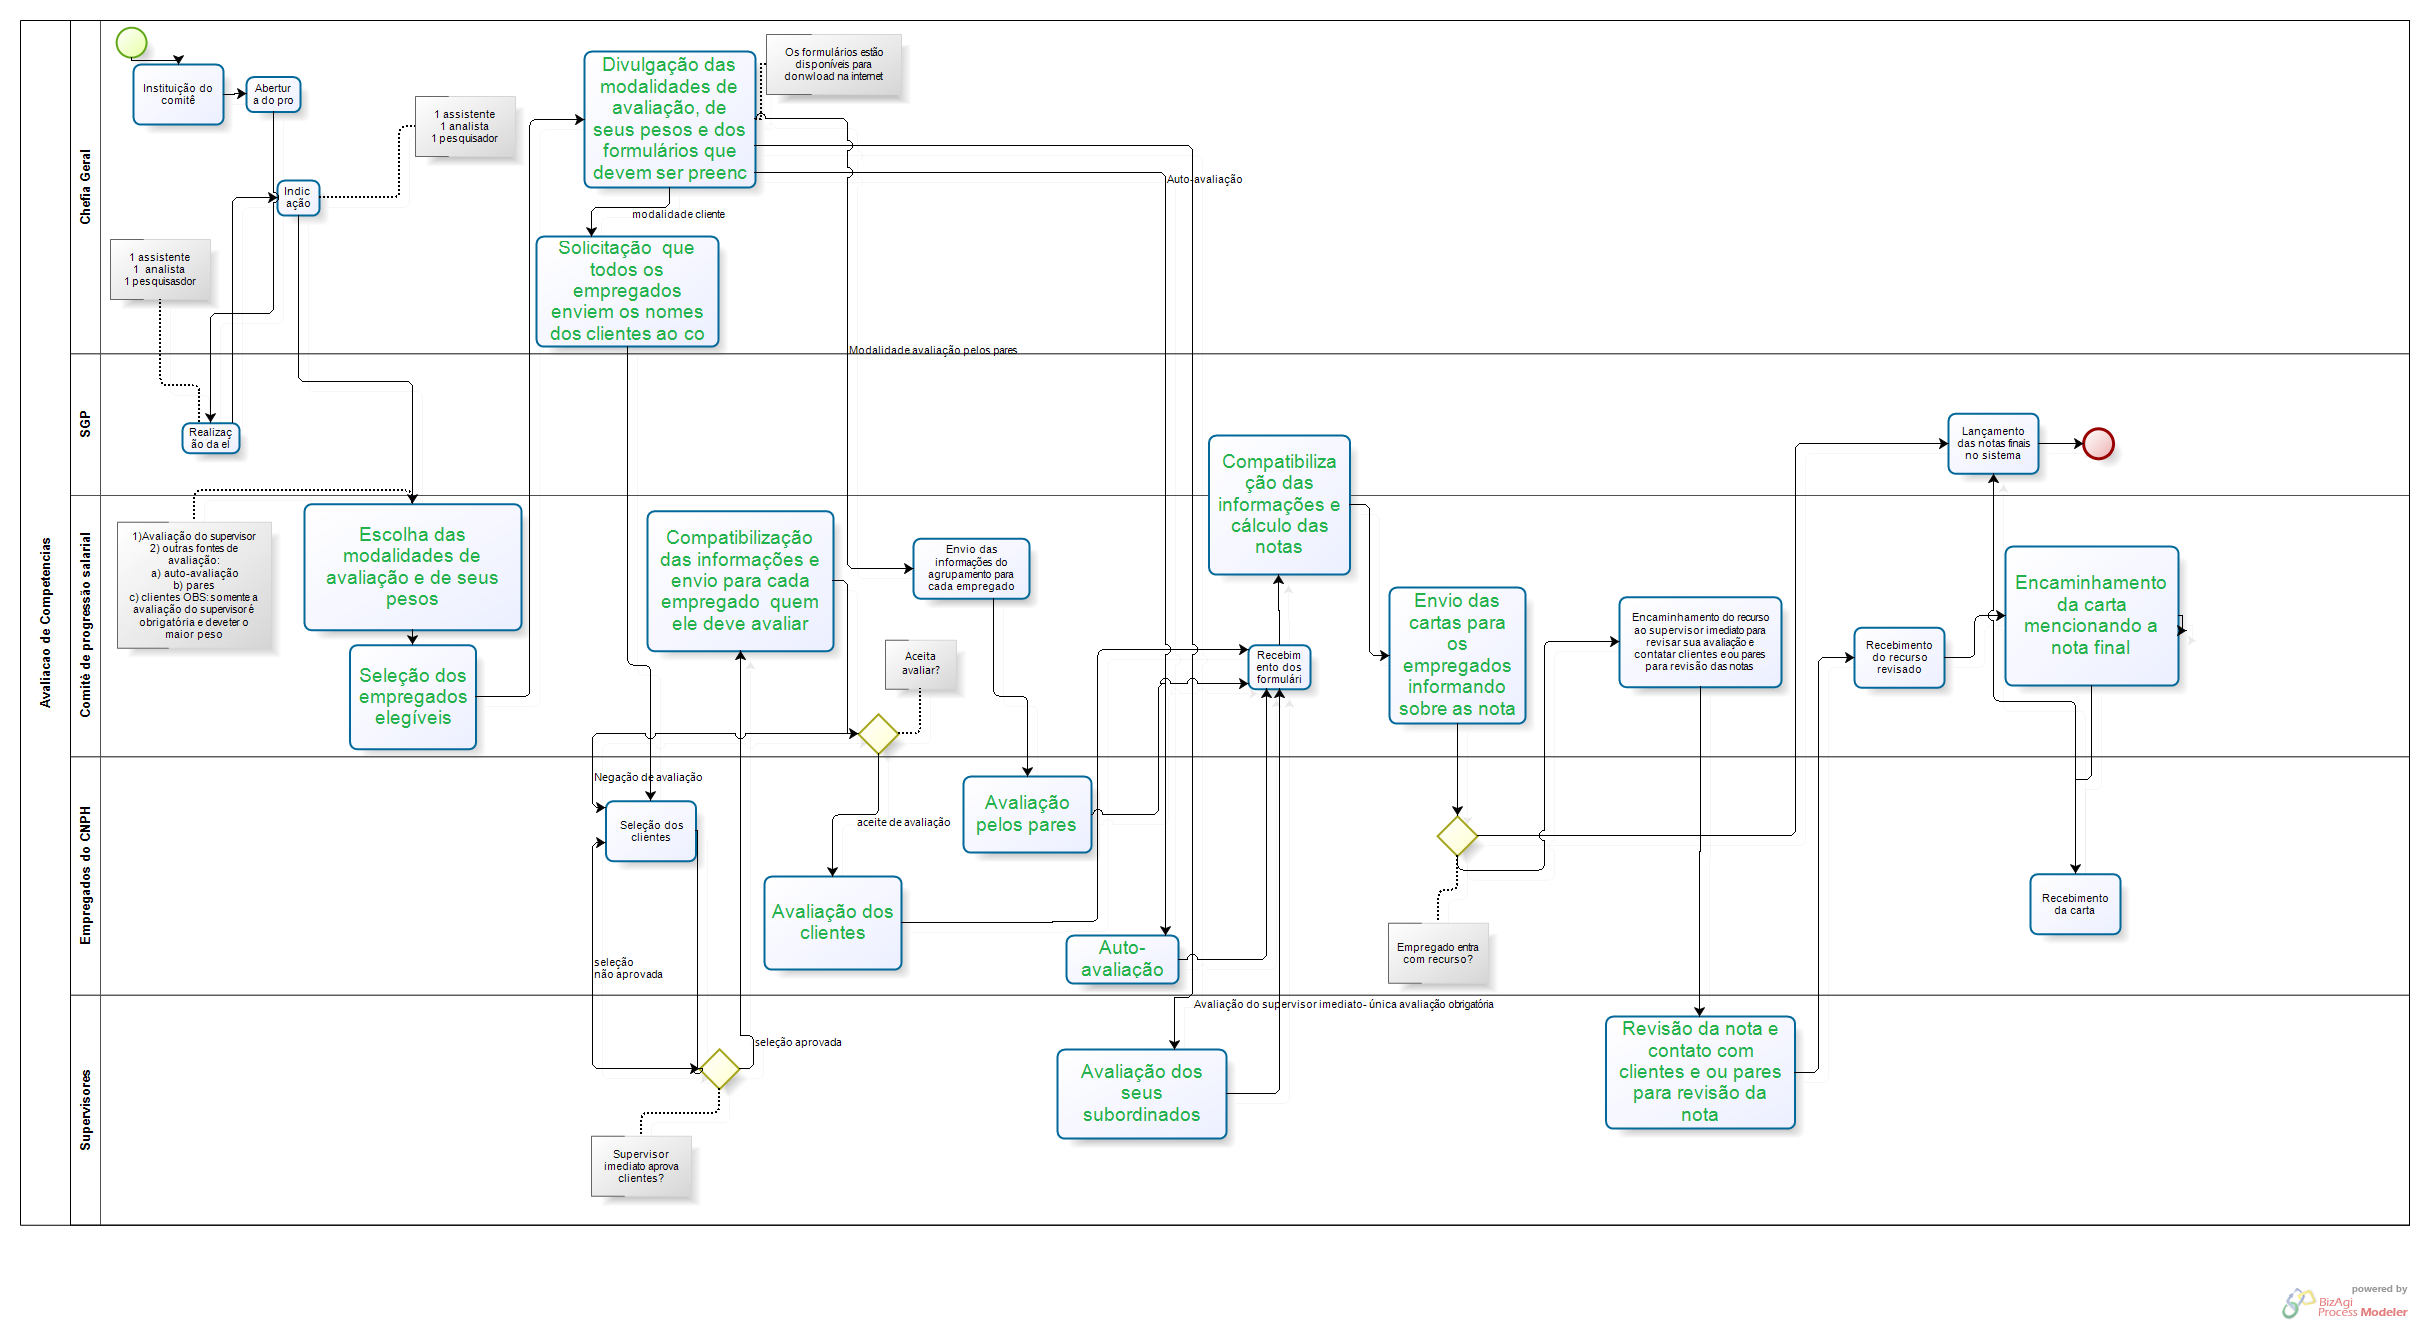 Avaliacao de Competencias
Chefia Geral
Instituição do
comitê
Abertur
a do pro
1 assistente
1 analista
1 pesquisador
Indic
ação
1 assistente
1 analista
1 pesquisasdor
Divulgação das
modalidades de
avaliação, de
seus pesos e dos
formulários que
devem ser preenc
Os formulários estão
disponíveis para
donwload na internet
modalidade cliente
Auto-avaliação
Solicitação que
todos os
empregados
enviem os nomes
dos clientes ao co
Modalidade avaliação pelos pares
SGP
Realizaç
ão da el
Lançamento
das notas finais
no sistema
Comitê de progressão salarial
1)Avaliação do supervisor
2) outras fontes de
avaliação:
a) auto-avaliação
b) pares
c) clientes OBS: somente a
avaliação do supervisor é
obrigatória e deveter o
maior peso
Escolha das
modalidades de
avaliação e de seus
pesos
Seleção dos
empregados
elegíveis
Compatibilização
das informações e
envio para cada
empregado quem
ele deve avaliar
Aceita
avaliar?
Envio das
informações do
agrupamento para
cada empregado
Compatibiliza
ção das
informações e
cálculo das
notas
Recebim
ento dos
formulári
Envio das
cartas para
os
empregados
informando
sobre as nota
Encaminhamento do recurso
ao supervisor imediato para
revisar sua avaliação e
contatar clientes e ou pares
para revisão das notas
Recebimento
do recurso
revisado
Encaminhamento
da carta
mencionando a
nota final
Empregados do CNPH
Negação de avaliação
Seleção dos
clientes
aceite de avaliação
Avaliação dos
clientes
Avaliação
pelos pares
Auto-
avaliação
seleção
não aprovada
Empregado entra
com recurso?
Recebimento
da carta
Supervisores
seleção aprovada
Supervisor
imediato aprova
clientes?
Avaliação do supervisor imediato- única avaliação obrigatória
Avaliação dos
seus
subordinados
Revisão da nota e
contato com
clientes e ou pares
para revisão da
nota
powered by
BizAgi
Process Modeler